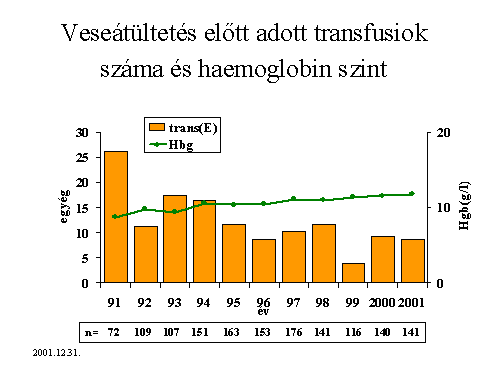 Veseátültetés előtt adott transfusiok
száma és haemoglobin szint
trans(E)
Hbg
30
25
20
15
10
5
0
egyég
20
10
0
Hgb(g/l)
91 92 93 94 95 96 97 98 99 2000 2001
év
n= 72 109 107 151 163 153 176 141 116 140 141
2001.12.31.